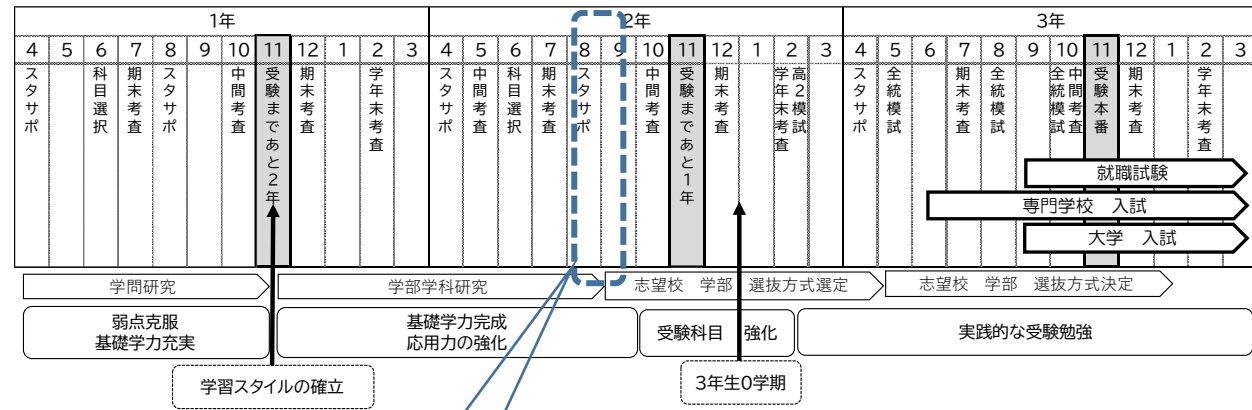 1年 2年 3年
4 5 6 7 8 9 10 11 12 1 2 3 4 5 6 7 8 9 10 11 12 1 2 3 4 5 6 7 8 9 10 11 12 1 2 3
スタサポ
科目選択
期末考査
スタサポ
中間考査
受験まであと2年
期末考査
学年末考査
スタサポ
中間考査
科目選択
期末考査
スタサポ
中間考査
受験まであと1年
期末考査
高2模試
学年末考査
スタサポ
全統模試
期末考査
全統模試
中間考査
全統模試
受験本番
期末考査
学年末考査
就職試験
専門学校 入試
大学 入試
学問研究
学部学科研究
志望校 学部 選抜方式選定
志望校 学部 選抜方式決定
弱点克服
基礎学力充実
基礎学力完成
応用力の強化
受験科目 強化
実践的な受験勉強
学習スタイルの確立
3年生0学期